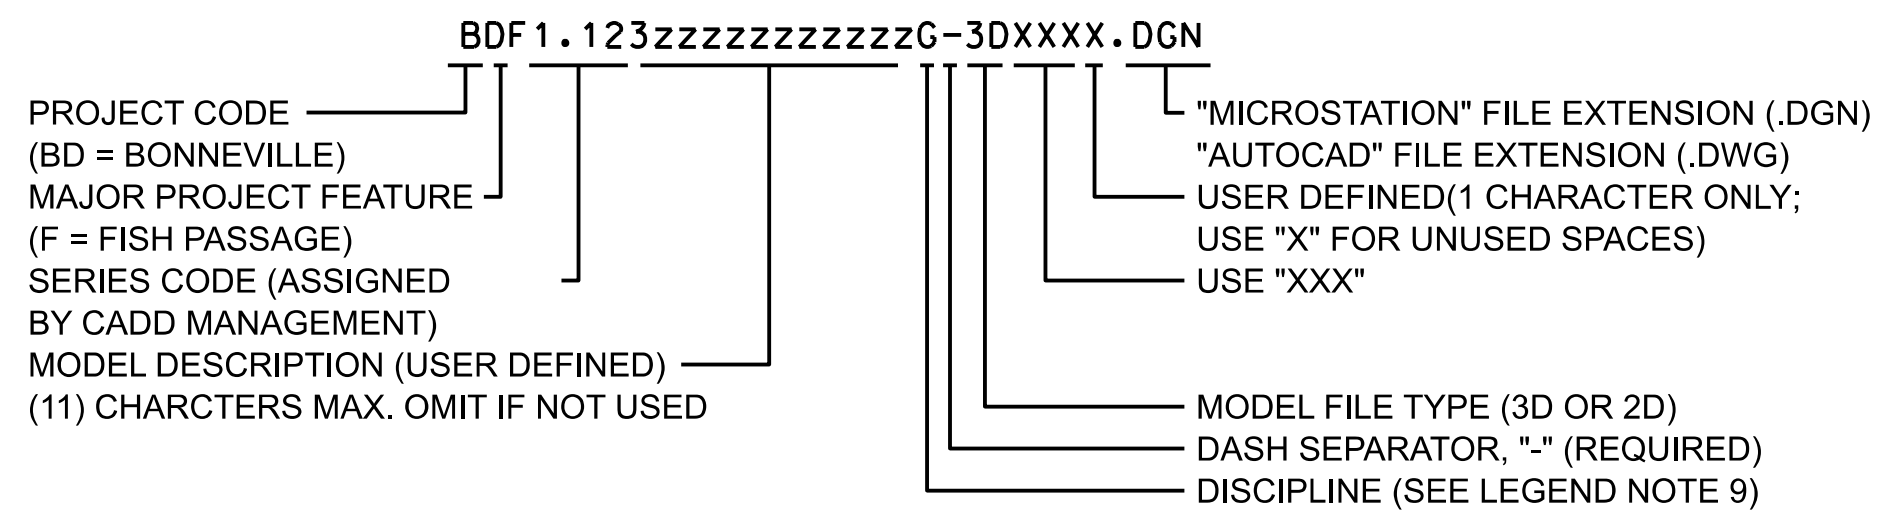 BDF1.123zzzzzzzzzzzG-3DXXXX.DGN
PROJECT CODE
(BD = BONNEVILLE)
MAJOR PROJECT FEATURE
(F = FISH PASSAGE)
SERIES CODE (ASSIGNED
BY CADD MANAGEMENT)
MODEL DESCRIPTION (USER DEFINED)
(11) CHARCTERS MAX. OMIT IF NOT USED
"MICROSTATION" FILE EXTENSION (.DGN)
"AUTOCAD" FILE EXTENSION (.DWG)
USER DEFINED(1 CHARACTER ONLY;
USE "X" FOR UNUSED SPACES)
USE "XXX"
MODEL FILE TYPE (3D OR 2D)
DASH SEPARATOR, "-" (REQUIRED)
DISCIPLINE (SEE LEGEND NOTE 9)